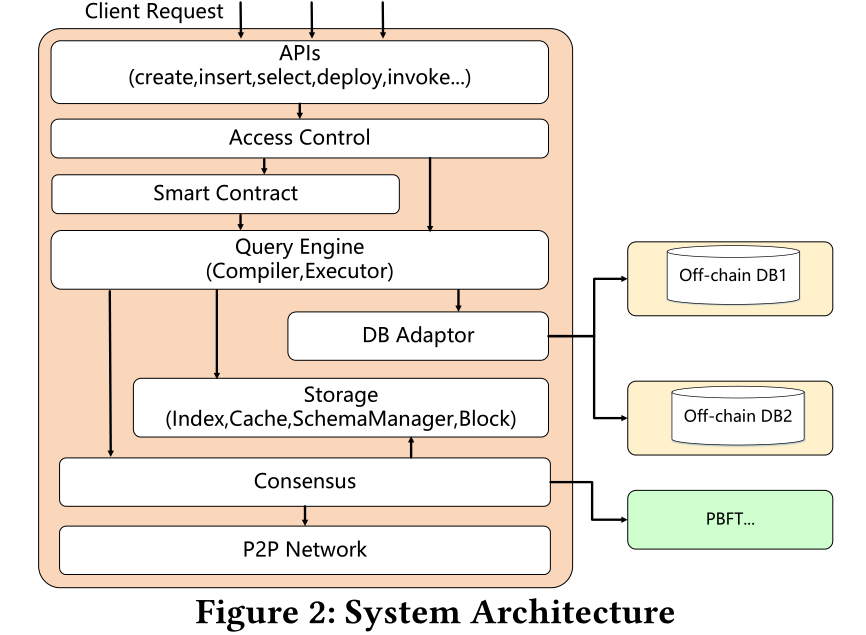 Client Request
APIs
(create,insert,select,deploy,invoke...)
Access Control
Smart Contract
Query Engine
(Compiler,Executor)
Off-chain DB1
DB Adaptor
Storage
(Index,Cache,SchemaManager,Block)
Off-chain DB2
Consensus
PBFT...
P2P Network
Figure 2: System Architecture